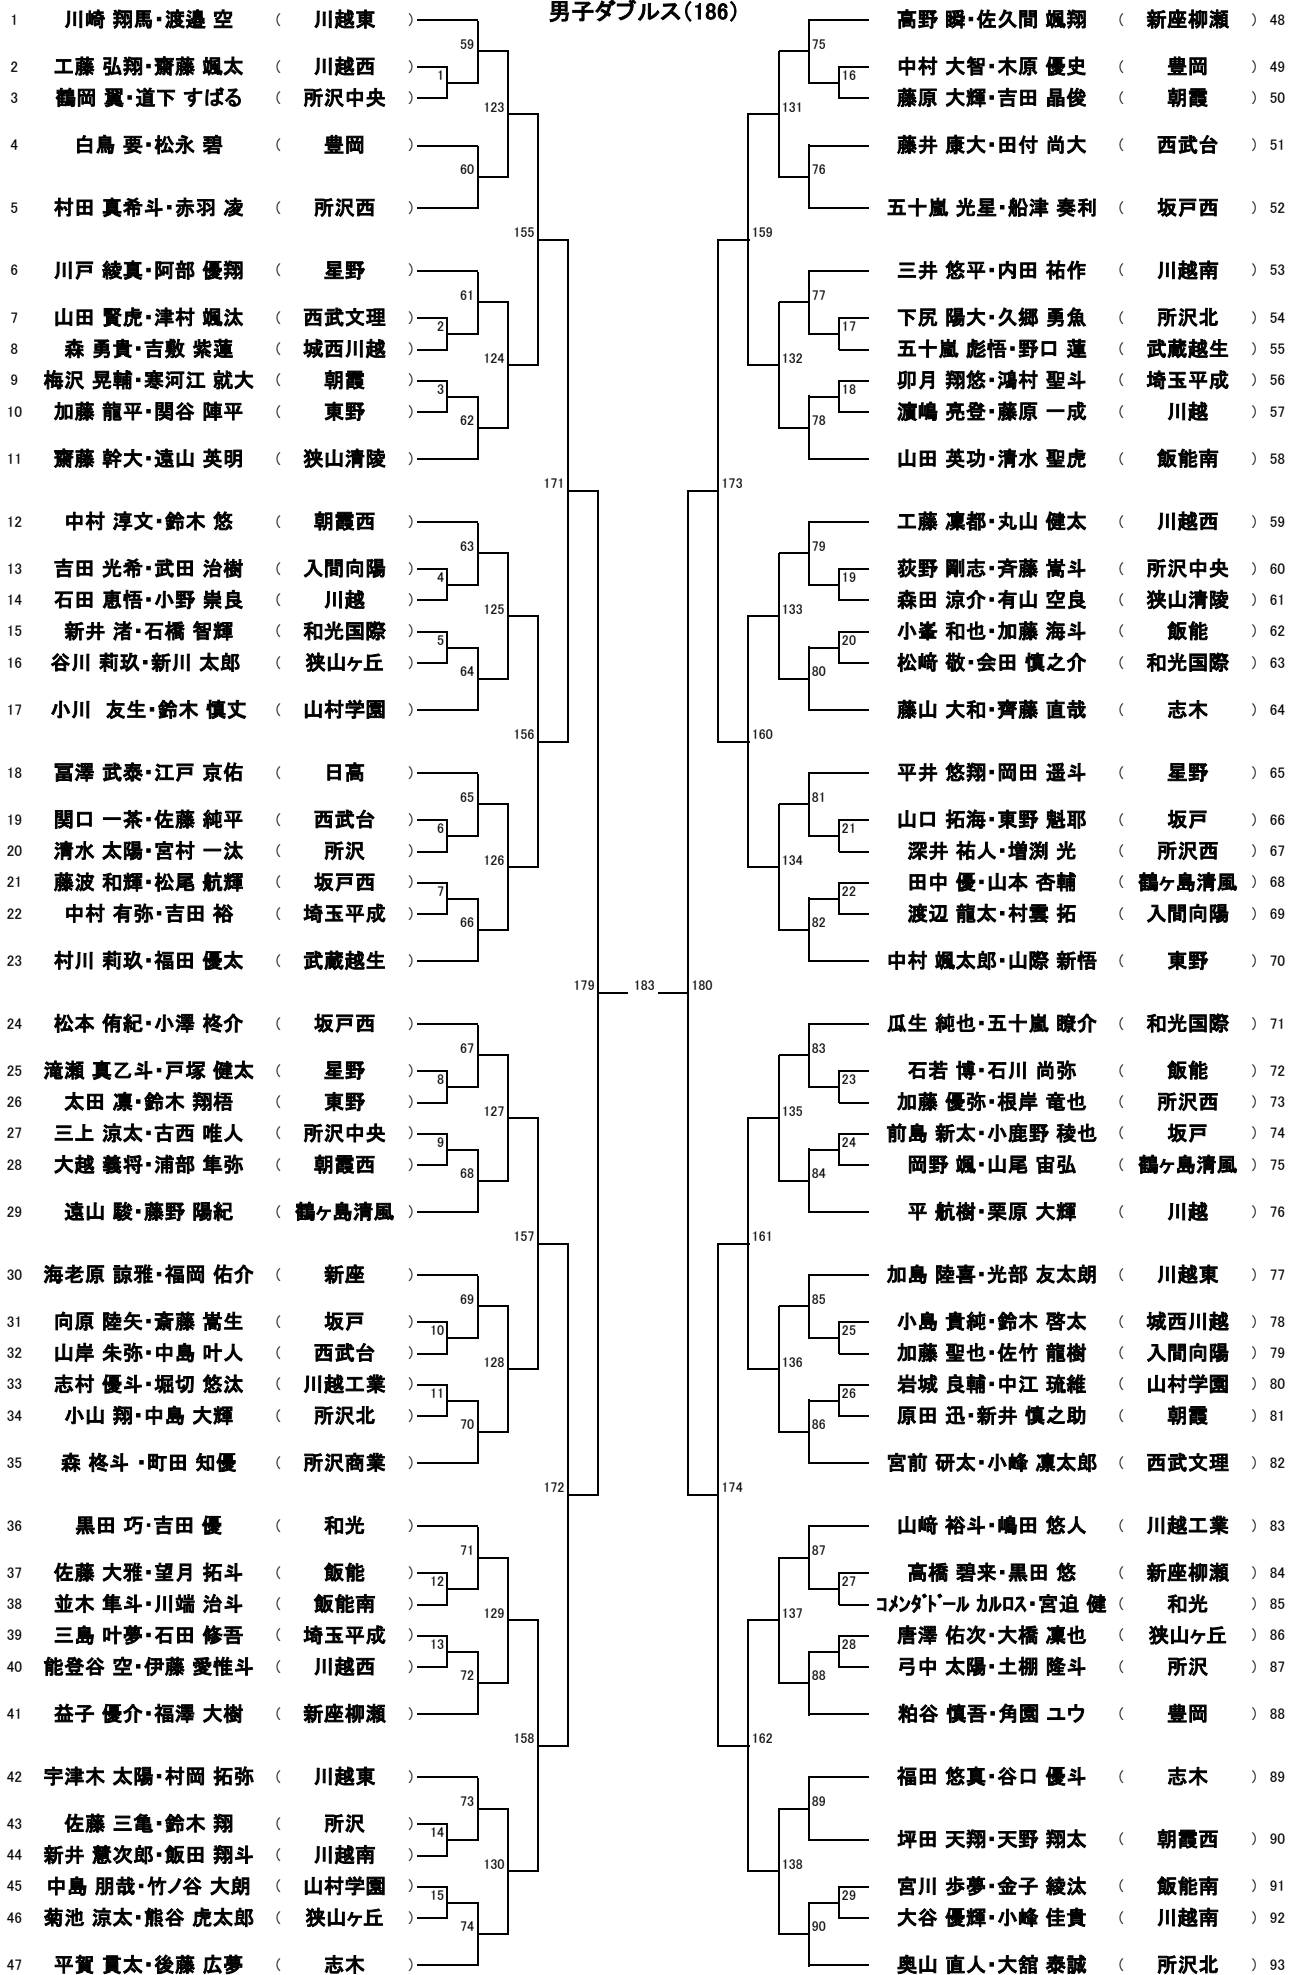 男子ダブルス(186)
1 川崎 翔馬・渡邉 空 ( 川越東 )
2 工藤 弘翔・齋藤 颯太 ( 川越西 )
3 鶴岡 翼・道下 すばる ( 所沢中央 )
4 白鳥 要・松永 碧 ( 豊岡 )
5 村田 真希斗・赤羽 凌 ( 所沢西 )
6 川戸 綾真・阿部 優翔 ( 星野 )
7 山田 賢虎・津村 颯汰 ( 西武文理 )
8 森 勇貴・吉敷 紫蓮 ( 城西川越 )
9 梅沢 晃輔・寒河江 就大 ( 朝霞 )
10 加藤 龍平・関谷 陣平 ( 東野 )
11 齋藤 幹大・遠山 英明 ( 狭山清陵 )
12 中村 淳文・鈴木 悠 ( 朝霞西 )
13 吉田 光希・武田 治樹 ( 入間向陽 )
14 石田 恵悟・小野 崇良 ( 川越 )
15 新井 渚・石橋 智輝 ( 和光国際 )
16 谷川 莉玖・新川 太郎 ( 狭山ヶ丘 )
17 小川 友生・鈴木 慎丈 ( 山村学園 )
18 冨澤 武泰・江戸 京佑 ( 日高 )
19 関口 一茶・佐藤 純平 ( 西武台 )
20 清水 太陽・宮村 一汰 ( 所沢 )
21 藤波 和輝・松尾 航輝 ( 坂戸西 )
22 中村 有弥・吉田 裕 ( 埼玉平成 )
23 村川 莉玖・福田 優太 ( 武蔵越生 )
24 松本 侑紀・小澤 柊介 ( 坂戸西 )
25 滝瀬 真乙斗・戸塚 健太 ( 星野 )
26 太田 凛・鈴木 翔梧 ( 東野 )
27 三上 涼太・古西 唯人 ( 所沢中央 )
28 大越 義将・浦部 隼弥 ( 朝霞西 )
29 遠山 駿・藤野 陽紀 ( 鶴ヶ島清風 )
30 海老原 諒雅・福岡 佑介 ( 新座 )
31 向原 陸矢・斎藤 嵩生 ( 坂戸 )
32 山岸 朱弥・中島 叶人 ( 西武台 )
33 志村 優斗・堀切 悠汰 ( 川越工業 )
34 小山 翔・中島 大輝 ( 所沢北 )
35 森 柊斗 ・町田 知優 ( 所沢商業 )
36 黒田 巧・吉田 優 ( 和光 )
37 佐藤 大雅・望月 拓斗 ( 飯能 )
38 並木 隼斗・川端 治斗 ( 飯能南 )
39 三島 叶夢・石田 修吾 ( 埼玉平成 )
40 能登谷 空・伊藤 愛惟斗 ( 川越西 )
41 益子 優介・福澤 大樹 ( 新座柳瀬 )
42 宇津木 太陽・村岡 拓弥 ( 川越東 )
43 佐藤 三亀・鈴木 翔 ( 所沢 )
44 新井 慧次郎・飯田 翔斗 ( 川越南 )
45 中島 朋哉・竹ノ谷 大朗 ( 山村学園 )
46 菊池 涼太・熊谷 虎太郎 ( 狭山ヶ丘 )
47 平賀 貫太・後藤 広夢 ( 志木 )
59
1
123
60
155
61
2
124
3
62
171
63
4
125
5
64
156
65
6
126
7
66
179
67
8
127
9
68
157
69
10
128
11
70
172
71
12
129
13
72
158
73
14
130
15
74
183
高野 瞬・佐久間 颯翔 ( 新座柳瀬 ) 48
中村 大智・木原 優史 ( 豊岡 ) 49
藤原 大輝・吉田 晶俊 ( 朝霞 ) 50
藤井 康大・田付 尚大 ( 西武台 ) 51
五十嵐 光星・船津 奏利 ( 坂戸西 ) 52
三井 悠平・内田 祐作 ( 川越南 ) 53
下尻 陽大・久郷 勇魚 ( 所沢北 ) 54
五十嵐 彪悟・野口 蓮 ( 武蔵越生 ) 55
卯月 翔悠・鴻村 聖斗 ( 埼玉平成 ) 56
濵嶋 亮登・藤原 一成 ( 川越 ) 57
山田 英功・清水 聖虎 ( 飯能南 ) 58
工藤 凜都・丸山 健太 ( 川越西 ) 59
荻野 剛志・斉藤 嵩斗 ( 所沢中央 ) 60
森田 涼介・有山 空良 ( 狭山清陵 ) 61
小峯 和也・加藤 海斗 ( 飯能 ) 62
松﨑 敬・会田 慎之介 ( 和光国際 ) 63
藤山 大和・齊藤 直哉 ( 志木 ) 64
平井 悠翔・岡田 遥斗 ( 星野 ) 65
山口 拓海・東野 魁耶 ( 坂戸 ) 66
深井 祐人・増渕 光 ( 所沢西 ) 67
田中 優・山本 杏輔 ( 鶴ヶ島清風 ) 68
渡辺 龍太・村雲 拓 ( 入間向陽 ) 69
中村 颯太郎・山際 新悟 ( 東野 ) 70
瓜生 純也・五十嵐 瞭介 ( 和光国際 ) 71
石若 博・石川 尚弥 ( 飯能 ) 72
加藤 優弥・根岸 竜也 ( 所沢西 ) 73
前島 新太・小鹿野 稜也 ( 坂戸 ) 74
岡野 颯・山尾 宙弘 ( 鶴ヶ島清風 ) 75
平 航樹・栗原 大輝 ( 川越 ) 76
加島 陸喜・光部 友太朗 ( 川越東 ) 77
小島 貴純・鈴木 啓太 ( 城西川越 ) 78
加藤 聖也・佐竹 龍樹 ( 入間向陽 ) 79
岩城 良輔・中江 琉維 ( 山村学園 ) 80
原田 迅・新井 慎之助 ( 朝霞 ) 81
宮前 研太・小峰 凛太郎 ( 西武文理 ) 82
山﨑 裕斗・嶋田 悠人 ( 川越工業 ) 83
高橋 碧来・黒田 悠 ( 新座柳瀬 ) 84
コメンダドール カルロス・宮迫 健 ( 和光 ) 85
唐澤 佑次・大橋 凜也 ( 狭山ヶ丘 ) 86
弓中 太陽・土棚 隆斗 ( 所沢 ) 87
粕谷 慎吾・角園 ユウ ( 豊岡 ) 88
福田 悠真・谷口 優斗 ( 志木 ) 89
坪田 天翔・天野 翔太 ( 朝霞西 ) 90
宮川 歩夢・金子 綾汰 ( 飯能南 ) 91
大谷 優輝・小峰 佳貴 ( 川越南 ) 92
奥山 直人・大舘 泰誠 ( 所沢北 ) 93
75
16
131
76
159
77
17
132
18
78
173
79
19
133
20
80
160
81
21
134
22
82
180
83
23
135
24
84
161
85
25
136
26
86
174
87
27
137
28
88
162
89
138
29
90